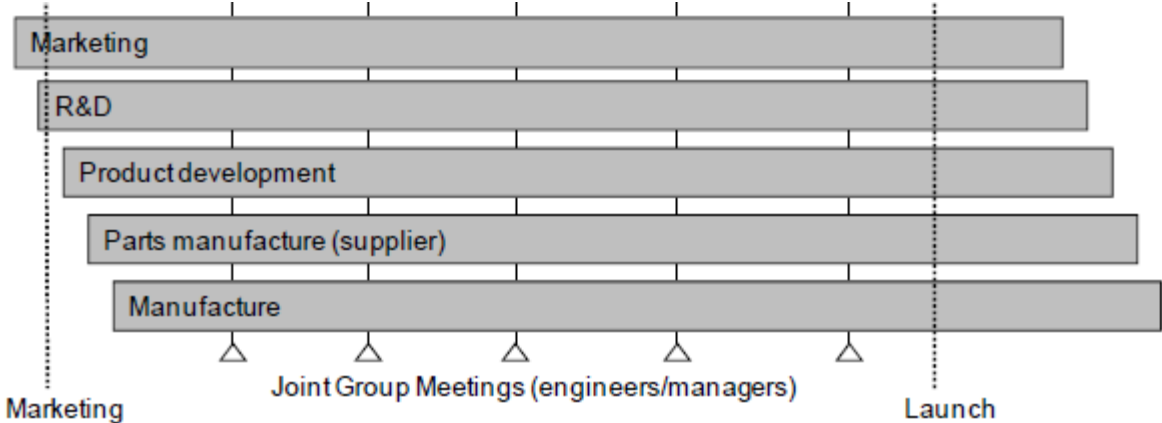 Marketing
R&D
Product development
Parts manufacture (supplier)
Manufacture
Joint Group Meetings (engineers/managers)
Marketing
Launch